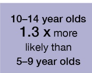 10–14 year olds
1.3 x more
likely than
5–9 year olds